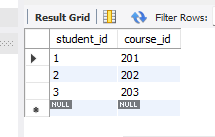 Result Grid Filter Rows:
student_id course_id
1 201
2 202
3 203
NULL NULL